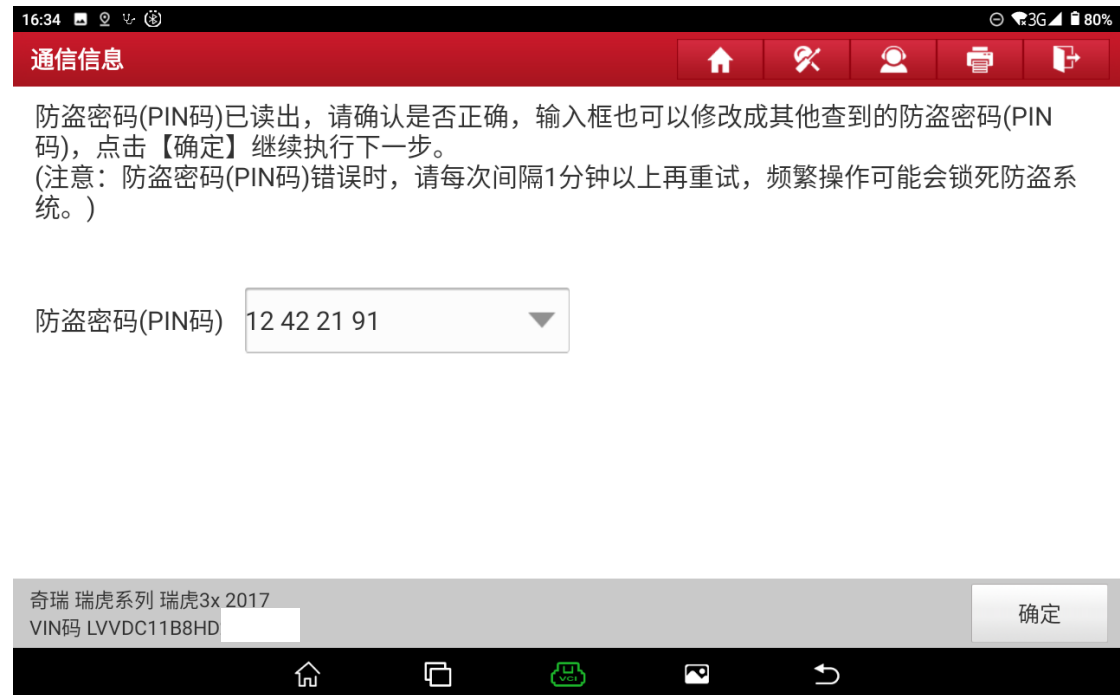 16:34
3G
80%
通信信息
防盗密码(PIN码)已读出，请确认是否正确，输入框也可以修改成其他查到的防盗密码(PIN
码)，点击【确定】继续执行下一步。
(注意：防盗密码(PIN码)错误时，请每次间隔1分钟以上再重试，频繁操作可能会锁死防盗系
统。)
防盗密码(PIN码)
12 42 21 91
奇瑞 瑞虎系列 瑞虎3x 2017
VIN码 LVVDC11B8HD
确定
VCI